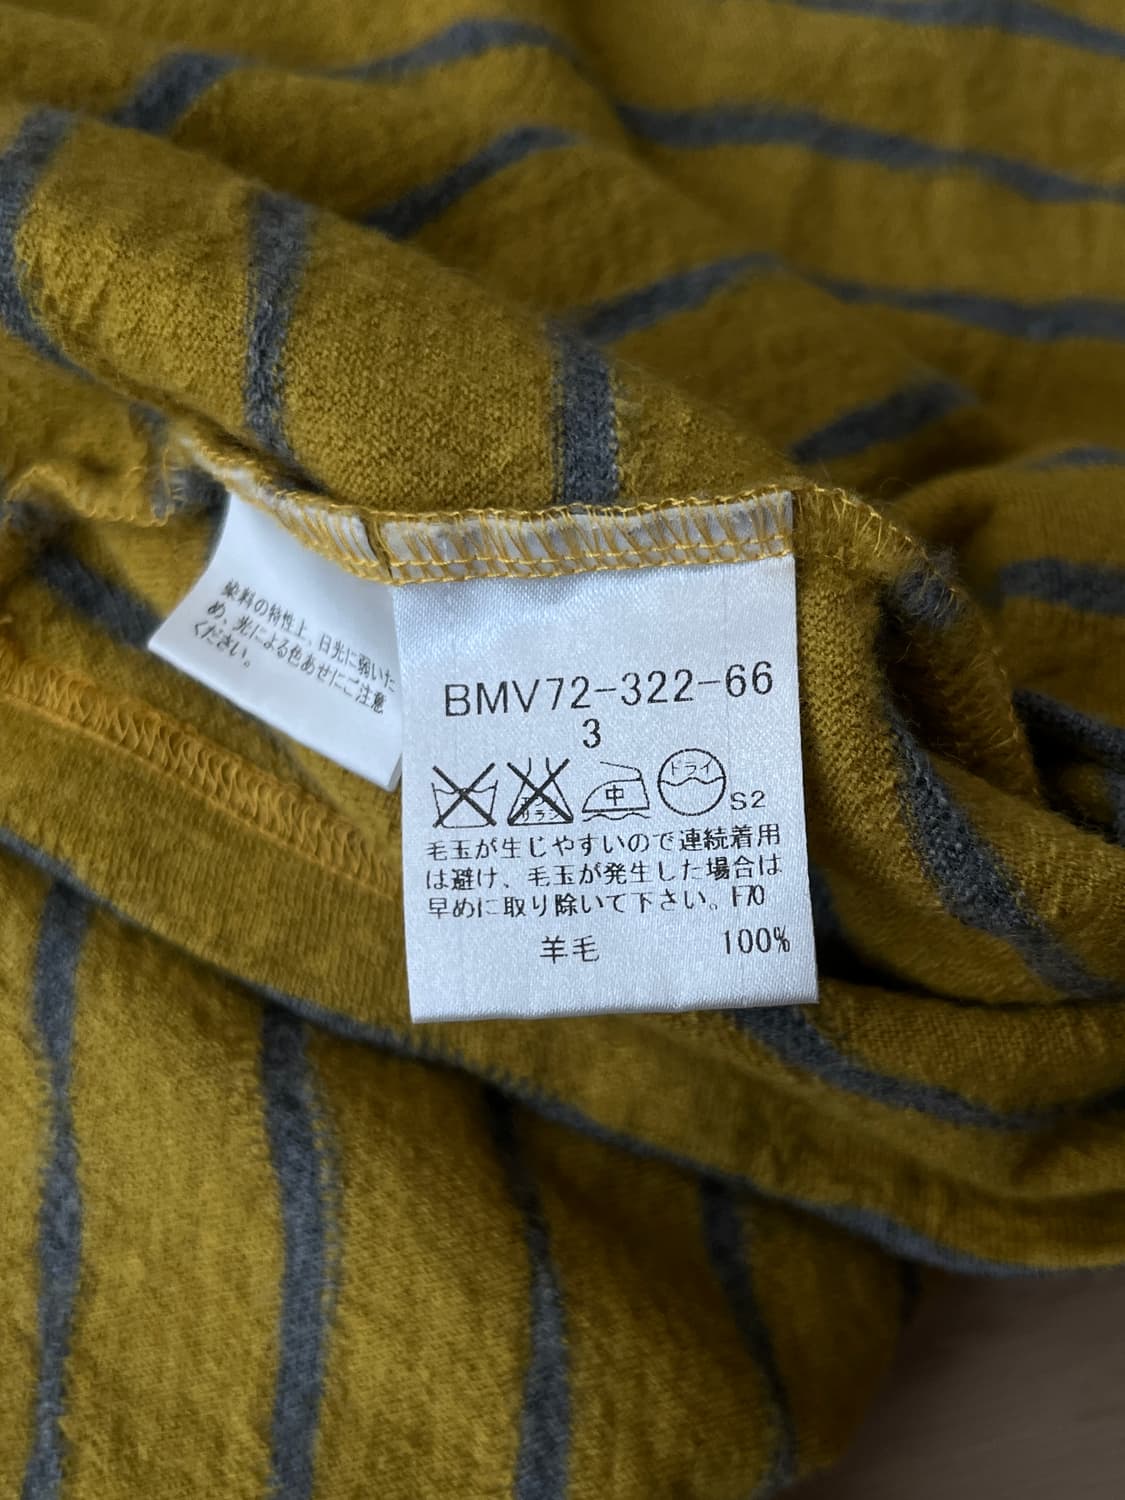 染料の特性上、日光に弱いた
め、光による色あせにご注意
ください。
BMV72-322-66
3
中
ドライ
S2
毛玉が生じやすいので連続着用
は避け、毛玉が発生した場合は
早めに取り除いて下さい。F70
羊毛 100%